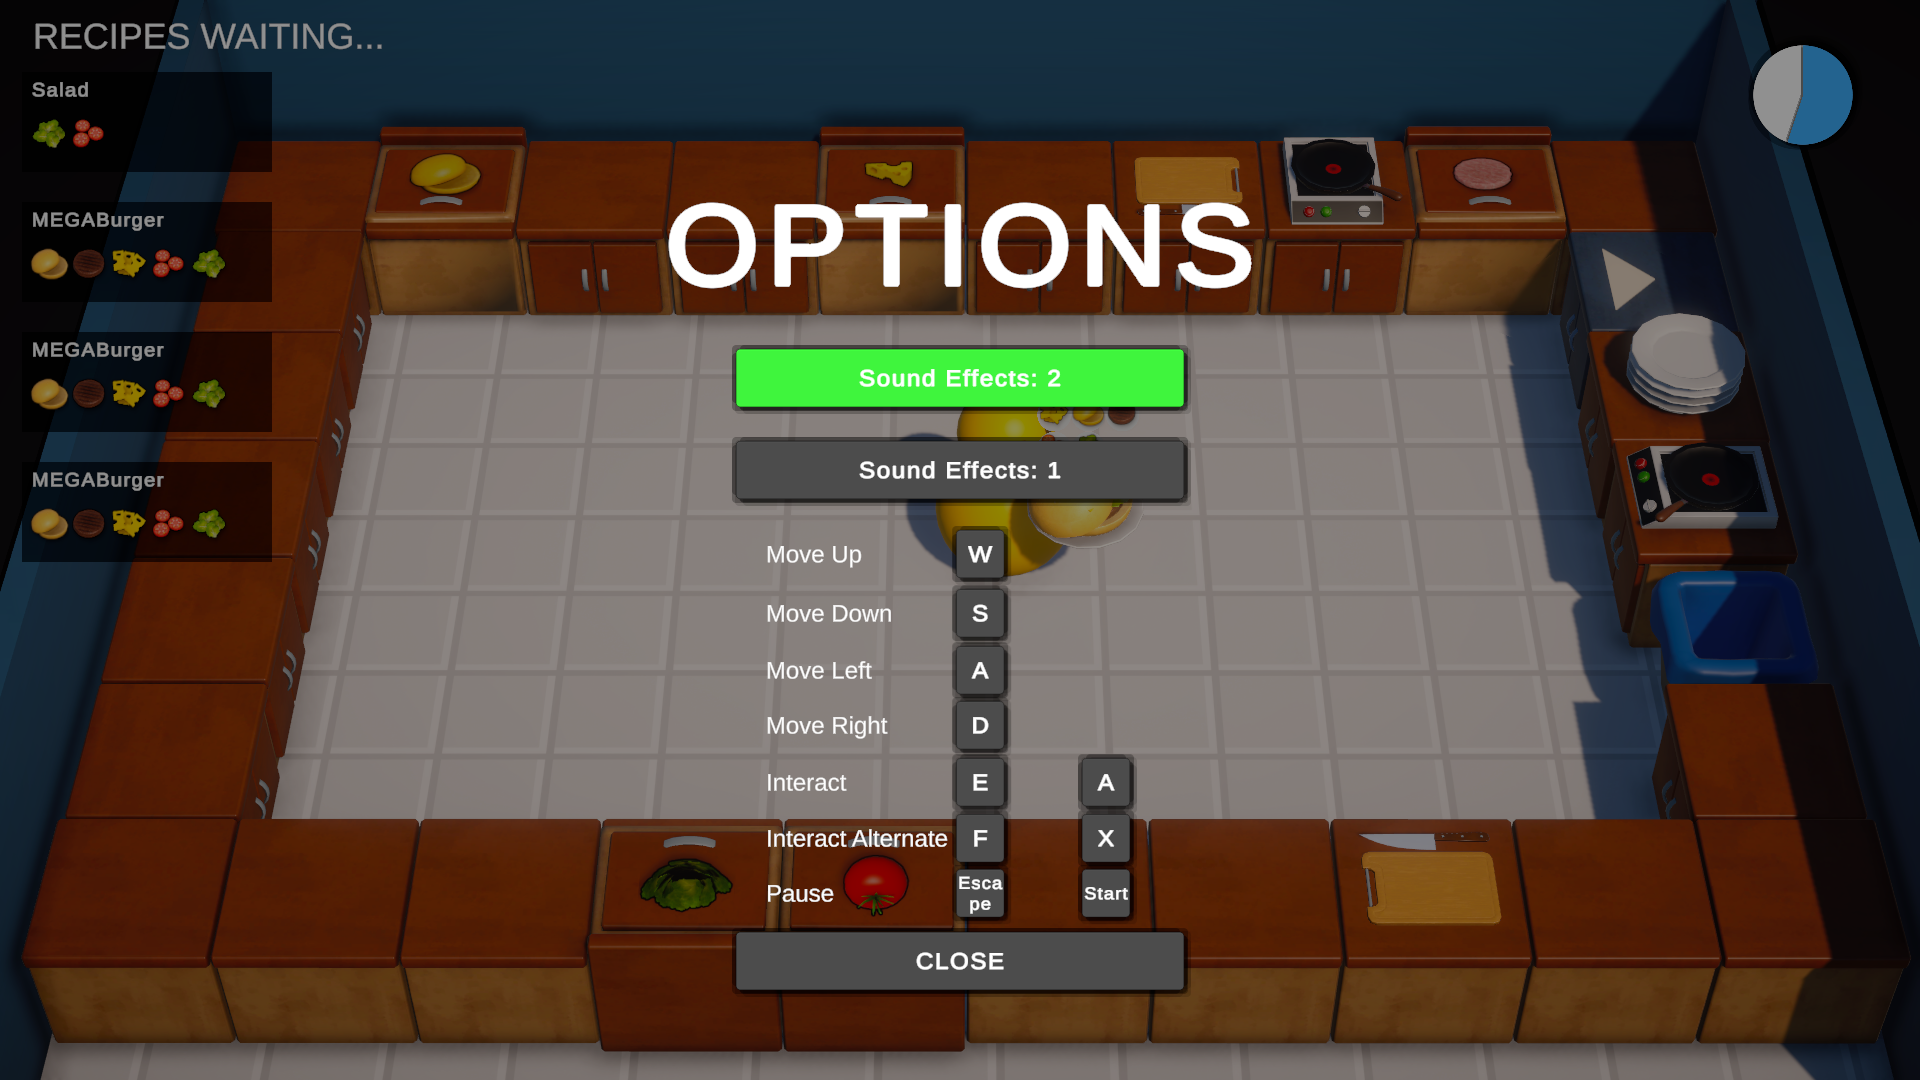 RECIPES WAITING...
Salad
MEGABurger
MEGABurger
MEGABurger
OPTIONS
Sound Effects: 2
Sound Effects: 1
Move Up W
Move Down S
Move Left A
Move Right D
Interact E A
Interact Alternate F X
Pause Esca
pe Start
CLOSE